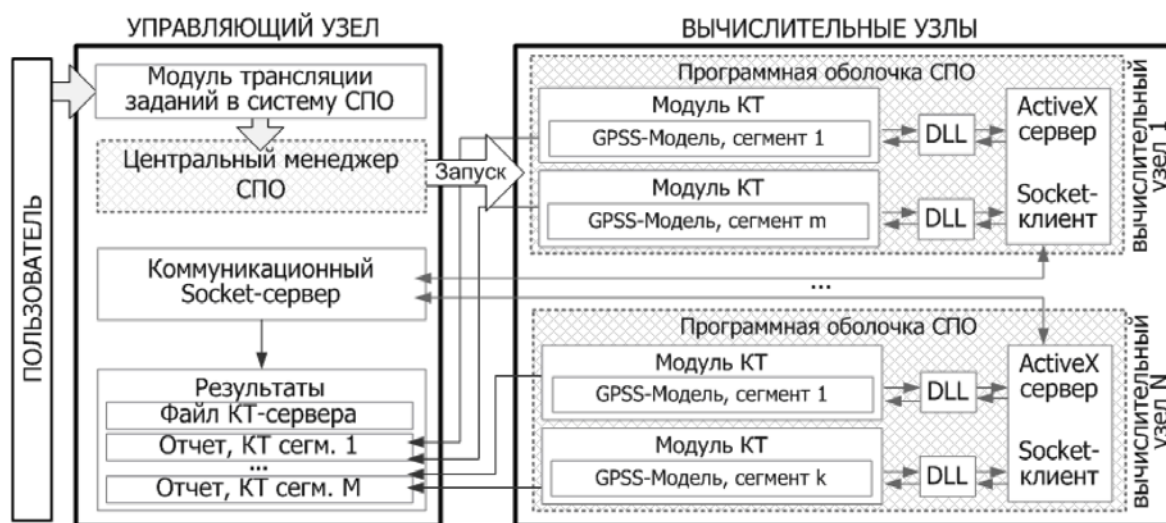 УПРАВЛЯЮЩИЙ УЗЕЛ
ВЫЧИСЛИТЕЛЬНЫЕ УЗЛЫ
ПОЛЬЗОВАТЕЛЬ
Модуль трансляции
заданий в систему СПО
Центральный менеджер
СПО
Запуск
Коммуникационный
Socket-сервер
Результаты
Файл КТ-сервера
Отчет, КТ сегм. 1
...
Отчет, КТ сегм. M
Программная оболочка СПО
Модуль КТ
GPSS-Модель, сегмент 1
DLL
ActiveX
сервер
Модуль КТ
GPSS-Модель, сегмент m
DLL
Socket-
клиент
вычислительный
узел 1
...
Программная оболочка СПО
Модуль КТ
GPSS-Модель, сегмент 1
DLL
ActiveX
сервер
Модуль КТ
GPSS-Модель, сегмент k
DLL
Socket-
клиент
вычислительный
узел N